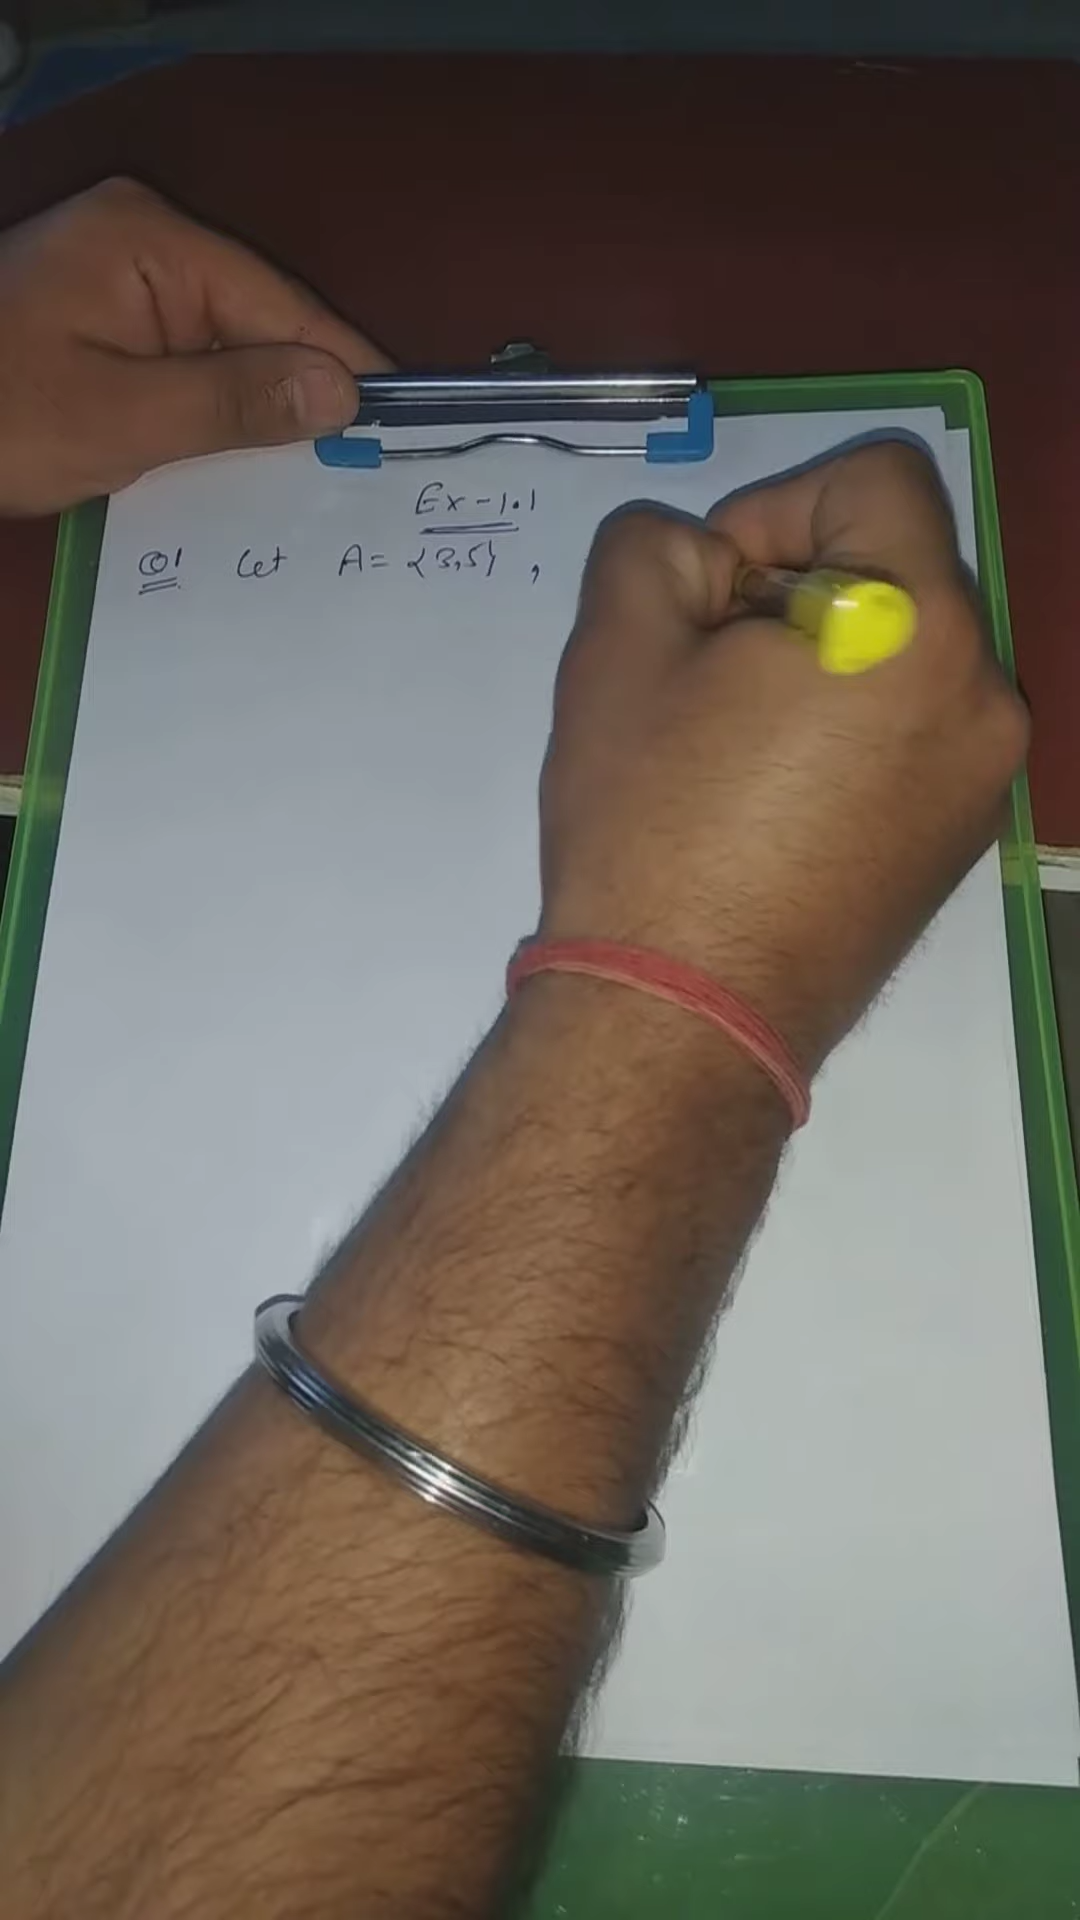 Ex-1.1
Q1 Let A = {3,5} ,